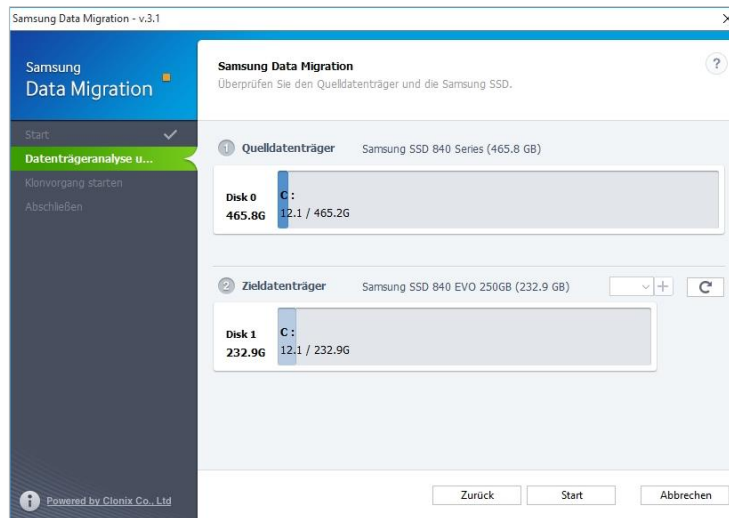 Samsung Data Migration - v.3.1
Samsung
Data Migration
Start
Datenträgeranalyse u...
Klonvorgang starten
Abschließen
Samsung Data Migration
Überprüfen Sie den Quelldatenträger und die Samsung SSD.
?
1 Quelldatenträger Samsung SSD 840 Series (465.8 GB)
Disk 0
465.8G
C :
12.1 / 465.2G
2 Zieldatenträger Samsung SSD 840 EVO 250GB (232.9 GB)
Disk 1
232.9G
C :
12.1 / 232.9G
Powered by Clonix Co., Ltd
Zurück
Start
Abbrechen